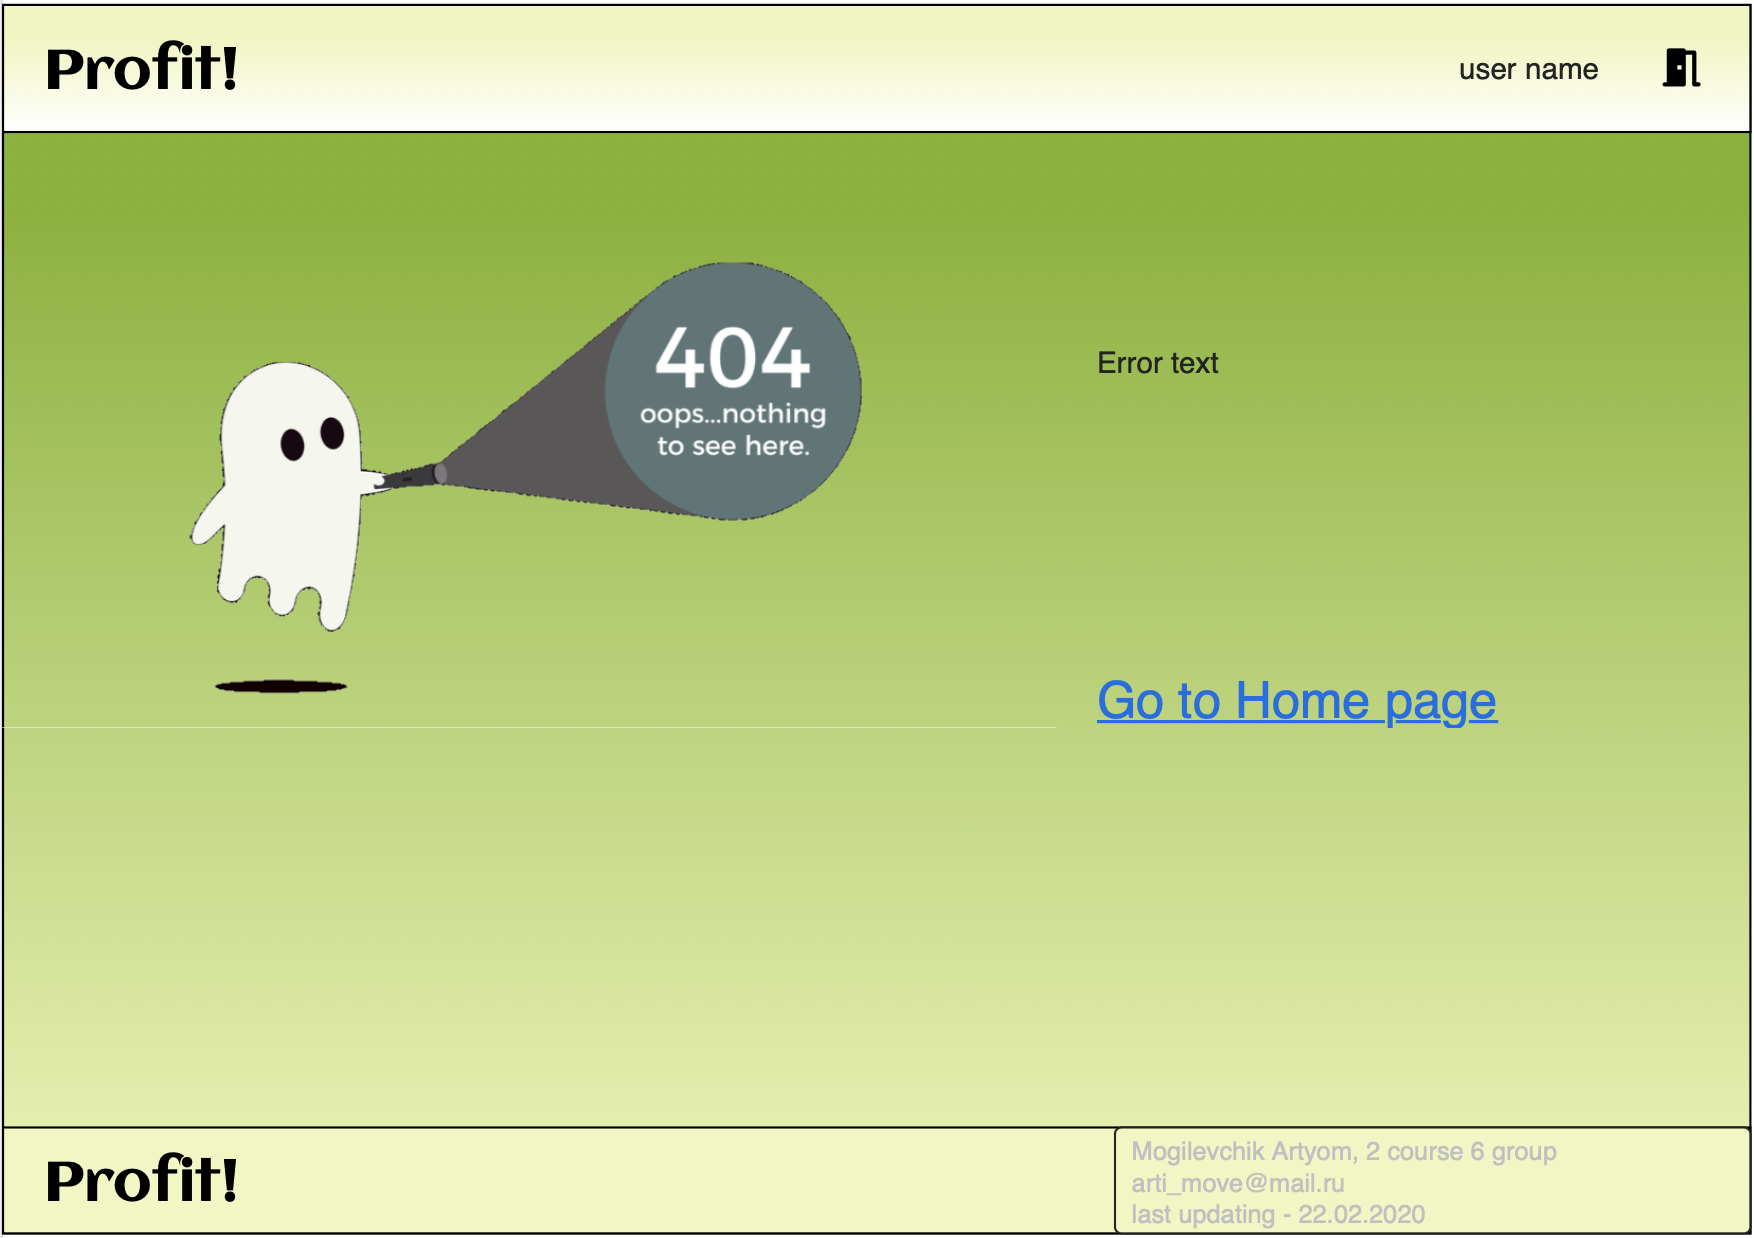 Profit!
user name
404
oops...nothing
to see here.
Error text
Go to Home page
Profit!
Mogilevchik Artyom, 2 course 6 group
arti_move@mail.ru
last updating - 22.02.2020